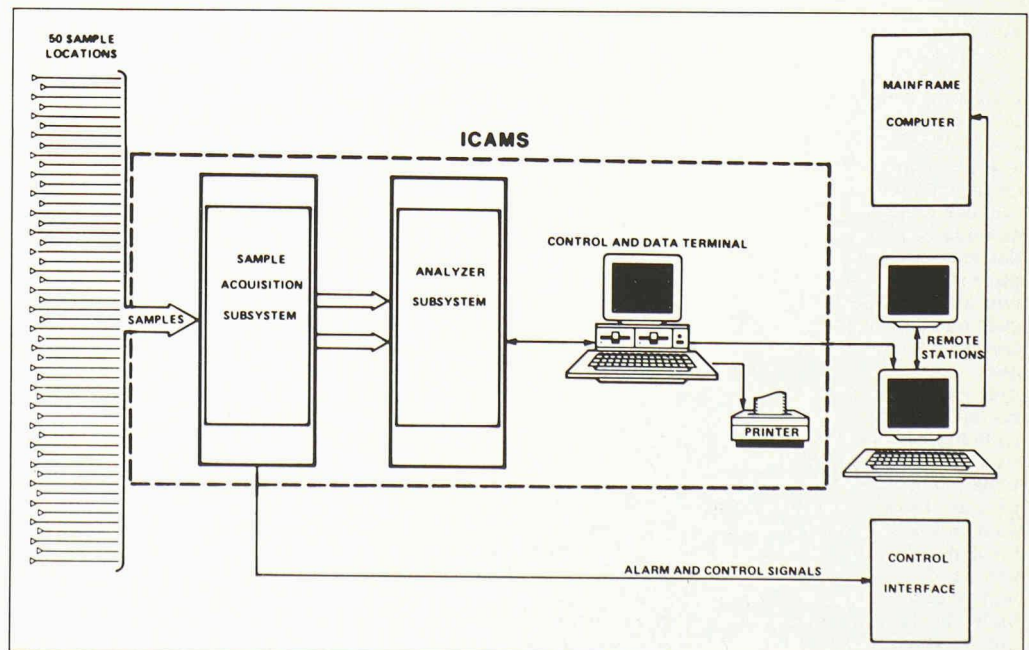 50 SAMPLE
LOCATIONS
ICAMS
SAMPLES
SAMPLE
ACQUISITION
SUBSYSTEM
ANALYZER
SUBSYSTEM
CONTROL AND DATA TERMINAL
PRINTER
MAINFRAME
COMPUTER
REMOTE
STATIONS
ALARM AND CONTROL SIGNALS
CONTROL
INTERFACE